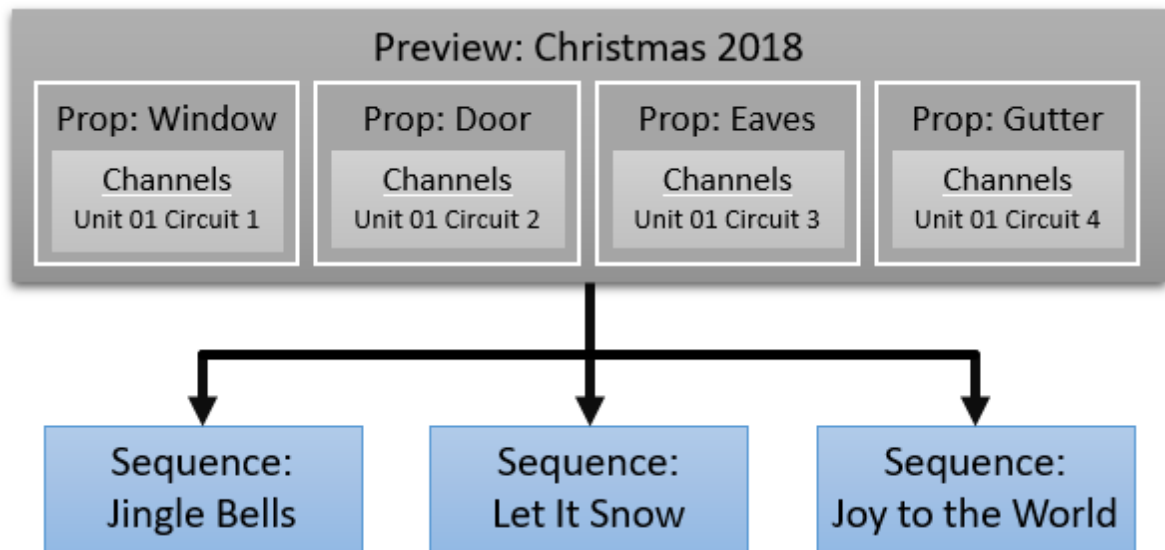 Preview: Christmas 2018
Prop: Window
Channels
Unit 01 Circuit 1
Prop: Door
Channels
Unit 01 Circuit 2
Prop: Eaves
Channels
Unit 01 Circuit 3
Prop: Gutter
Channels
Unit 01 Circuit 4
Sequence:
Jingle Bells
Sequence:
Let It Snow
Sequence:
Joy to the World